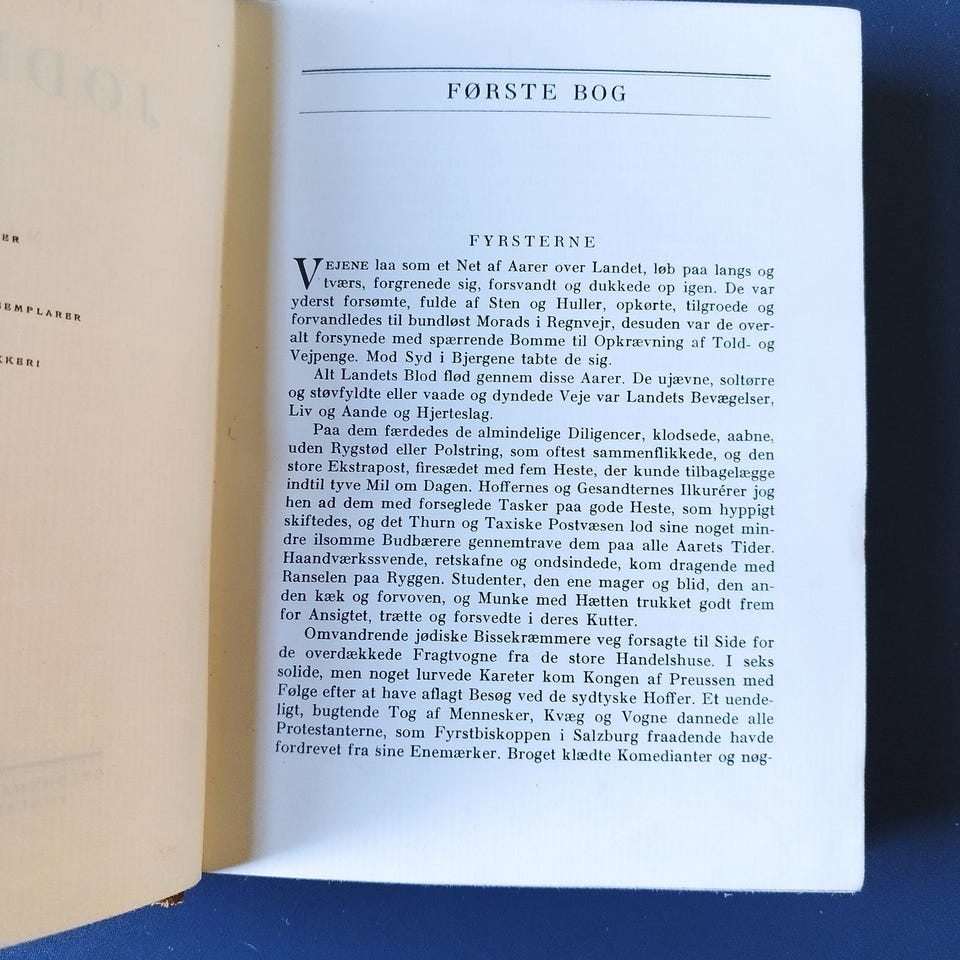 ER
EMPLARER
KKERI
FØRSTE BOG
FYRSTERNE
VEJENE laa som et Net af Aarer over Landet, løb paa langs og
tværs, forgrenede sig, forsvandt og dukkede op igen. De var
yderst forsømte, fulde af Sten og Huller, opkørte, tilgroede og
forvandledes til bundløst Morads i Regnvejr, desuden var de over-
alt forsynede med spærrende Bomme til Opkrævning af Told- og
Vejpenge. Mod Syd i Bjergene tabte de sig.
Alt Landets Blod flød gennem disse Aarer. De ujævne, soltørre
og støvfyldte eller vaade og dyndede Veje var Landets Bevægelser,
Liv og Aande og Hjerteslag.
Paa dem færdedes de almindelige Diligencer, klodsede, aabne,
uden Rygstød eller Polstring, som oftest sammenflikkede, og den
store Ekstrapost, firesædet med fem Heste, der kunde tilbagelægge
indtil tyve Mil om Dagen. Hoffernes og Gesandternes Ilkurérer jog
hen ad dem med forseglede Tasker paa gode Heste, som hyppigt
skiftedes, og det Thurn og Taxiske Postvæsen lod sine noget min-
dre ilsomme Budbærere gennemtrave dem paa alle Aarets Tider.
Haandværkssvende, retskafne og ondsindede, kom dragende med
Ranselen paa Ryggen. Studenter, den ene mager og blid, den an-
den kæk og forvoven, og Munke med Hætten trukket godt frem
for Ansigtet, trætte og forsvedte i deres Kutter.
Omvandrende jødiske Bissekræmmere veg forsagte til Side for
de overdækkede Fragtvogne fra de store Handelshuse. I seks
solide, men noget lurvede Kareter kom Kongen af Preussen med
Følge efter at have aflagt Besøg ved de sydtyske Hoffer. Et uende-
ligt, bugtende Tog af Mennesker, Kvæg og Vogne dannede alle
Protestanterne, som Fyrstbiskoppen i Salzburg fraadende havde
fordrevet fra sine Enemærker. Broget klædte Komedianter og nøg-